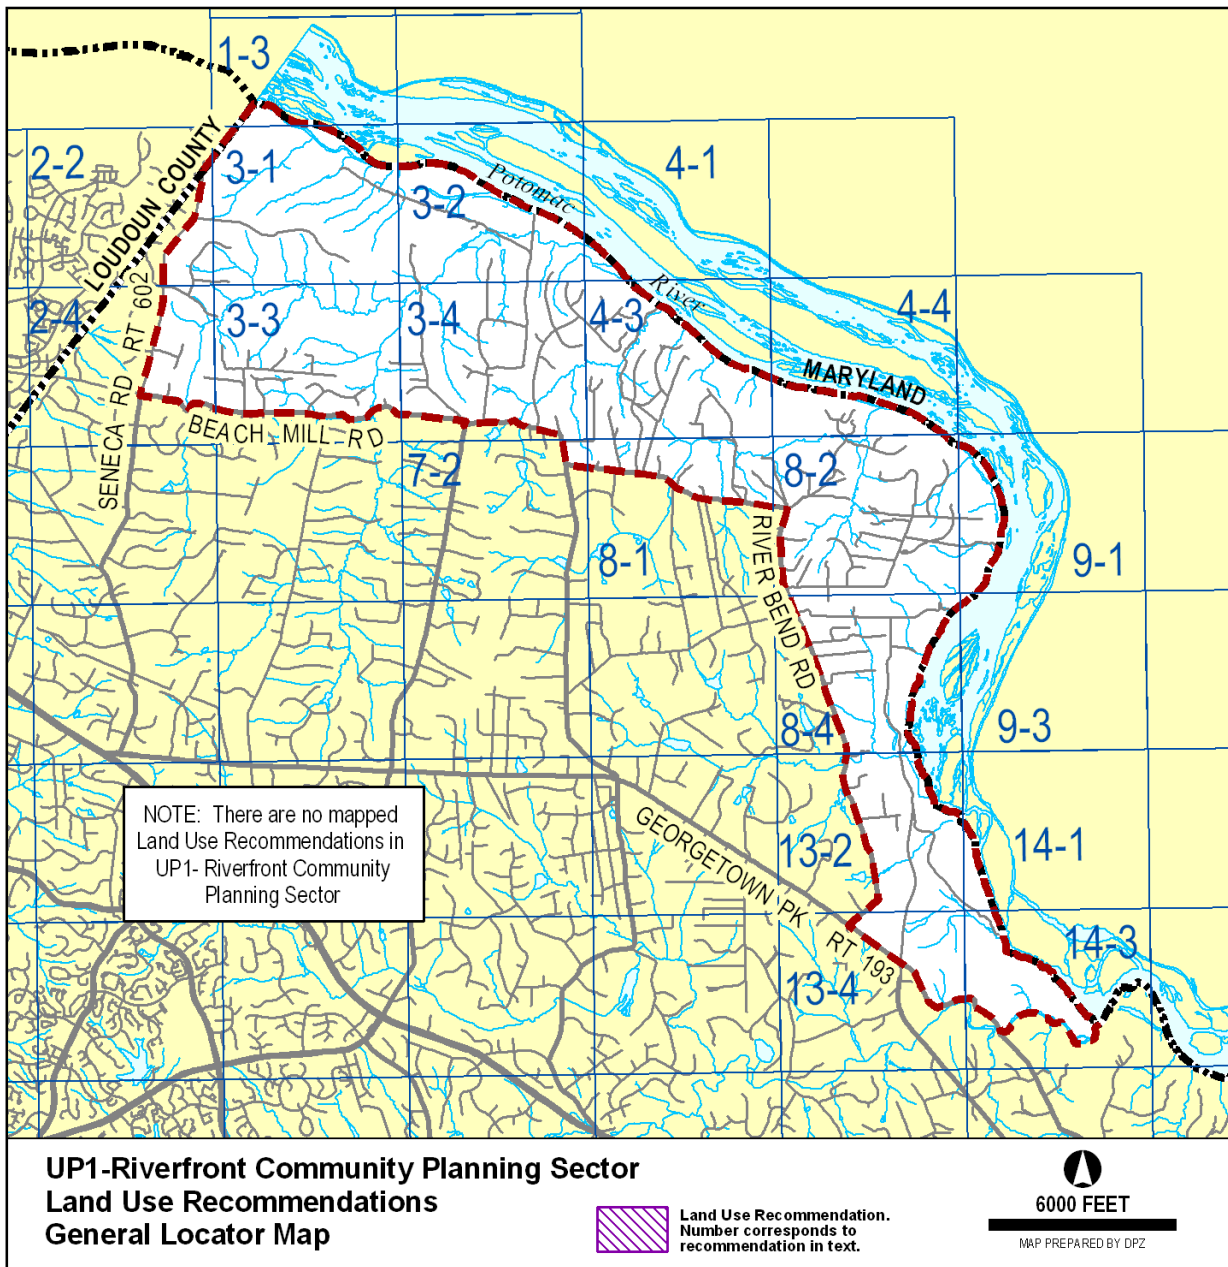 1-3
2-2
LOUDOUN COUNTY
3-1
3-2
Potomac
4-1
2-4
SENECA RD RT 602
3-3
3-4
4-3
River
4-4
MARYLAND
BEACH MILL RD
7-2
8-2
8-1
RIVER BEND RD
9-1
8-4
9-3
NOTE: There are no mapped
Land Use Recommendations in
UP1- Riverfront Community
Planning Sector
GEORGETOWN PK RT 193
13-2
14-1
13-4
14-3
UP1-Riverfront Community Planning Sector
Land Use Recommendations
General Locator Map
Land Use Recommendation.
Number corresponds to
recommendation in text.
6000 FEET
MAP PREPARED BY DPZ